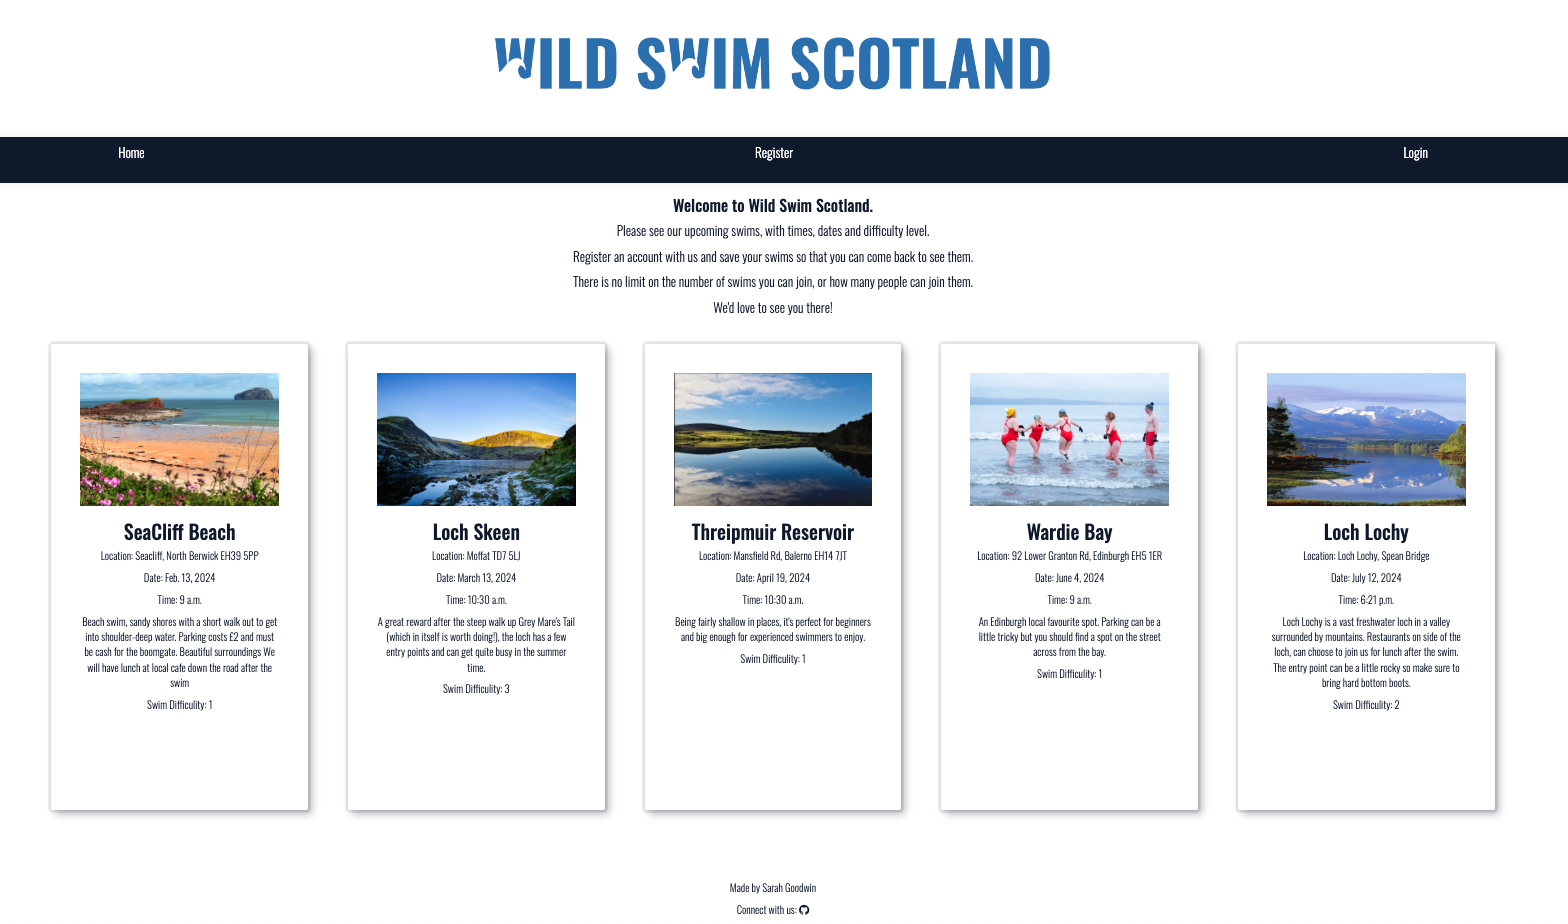 WILD SWIM SCOTLAND
Home
Register
Login
Welcome to Wild Swim Scotland.
Please see our upcoming swims, with times, dates and difficulty level.
Register an account with us and save your swims so that you can come back to see them.
There is no limit on the number of swims you can join, or how many people can join them.
We'd love to see you there!
SeaCliff Beach
Location: Seacliff, North Berwick EH39 5PP
Date: Feb. 13, 2024
Time: 9 a.m.
Beach swim, sandy shores with a short walk out to get
into shoulder-deep water. Parking costs £2 and must
be cash for the boomgate. Beautiful surroundings We
will have lunch at local cafe down the road after the
swim
Swim Difficulity: 1
Loch Skeen
Location: Moffat TD7 5LJ
Date: March 13, 2024
Time: 10:30 a.m.
A great reward after the steep walk up Grey Mare's Tail
(which in itself is worth doing!), the loch has a few
entry points and can get quite busy in the summer
time.
Swim Difficulity: 3
Threipmuir Reservoir
Location: Mansfield Rd, Balerno EH14 7JT
Date: April 19, 2024
Time: 10:30 a.m.
Being fairly shallow in places, it's perfect for beginners
and big enough for experienced swimmers to enjoy.
Swim Difficulity: 1
Wardie Bay
Location: 92 Lower Granton Rd, Edinburgh EH5 1ER
Date: June 4, 2024
Time: 9 a.m.
An Edinburgh local favourite spot. Parking can be a
little tricky but you should find a spot on the street
across from the bay.
Swim Difficulity: 1
Loch Lochy
Location: Loch Lochy, Spean Bridge
Date: July 12, 2024
Time: 6:21 p.m.
Loch Lochy is a vast freshwater loch in a valley
surrounded by mountains. Restaurants on side of the
loch, can choose to join us for lunch after the swim.
The entry point can be a little rocky so make sure to
bring hard bottom boots.
Swim Difficulity: 2
Made by Sarah Goodwin
Connect with us: